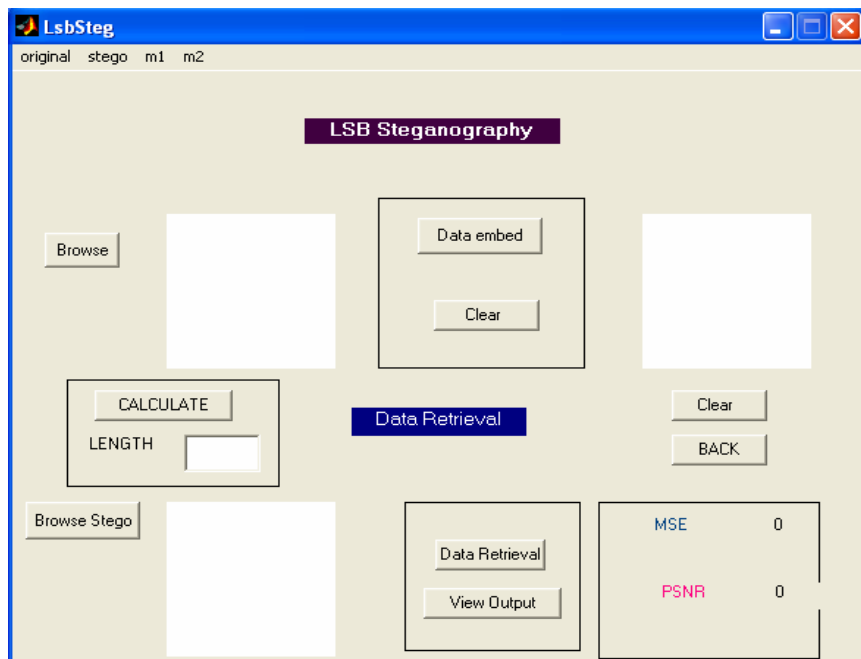 LsbSteg
original stego m1 m2
LSB Steganography
Browse
Data embed
Clear
CALCULATE
LENGTH
Data Retrieval
Clear
BACK
Browse Stego
Data Retrieval
View Output
MSE 0
PSNR 0